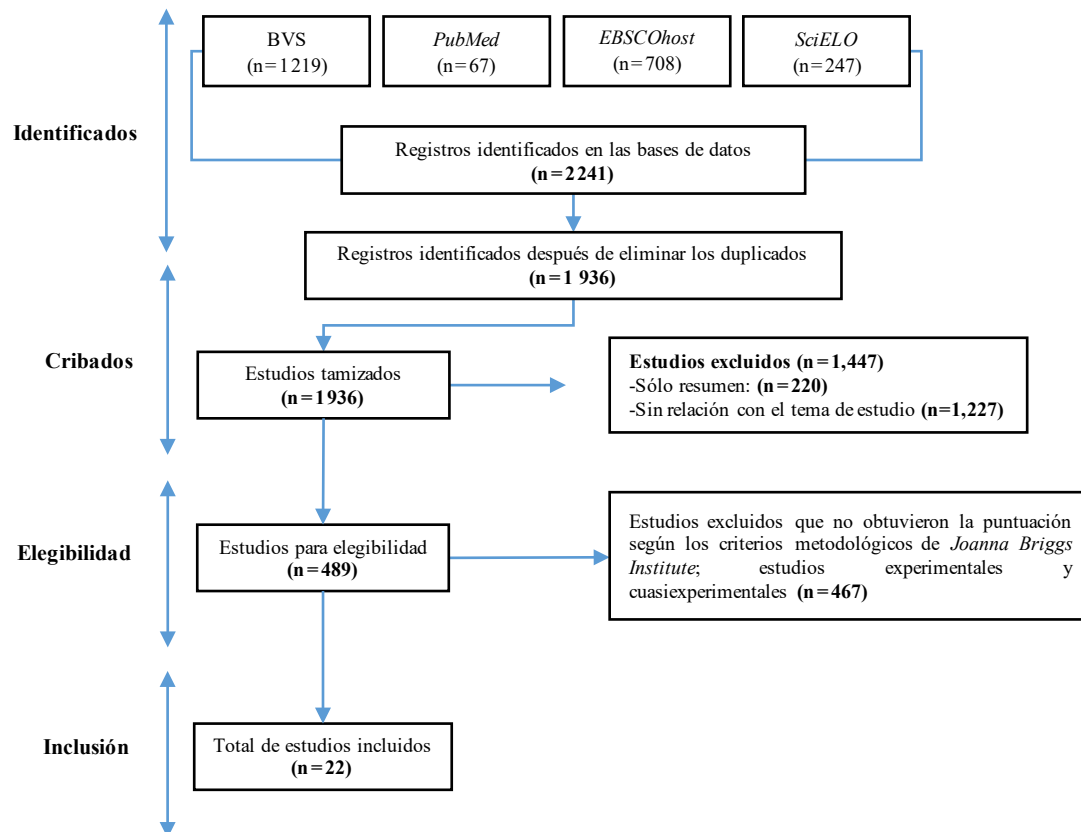 BVS
(n=1219)
PubMed
(n=67)
EBSCOhost
(n=708)
SciELO
(n=247)
Identificados
Registros identificados en las bases de datos
(n=2241)
Registros identificados después de eliminar los duplicados
(n=1 936)
Cribados
Estudios tamizados
(n=1936)
Estudios excluidos (n=1,447)
-Sólo resumen: (n=220)
-Sin relación con el tema de estudio (n=1,227)
Elegibilidad
Estudios para elegibilidad
(n=489)
Estudios excluidos que no obtuvieron la puntuación
según los criterios metodológicos de Joanna Briggs
Institute; estudios experimentales y
cuasiexperimentales (n=467)
Inclusión
Total de estudios incluidos
(n=22)